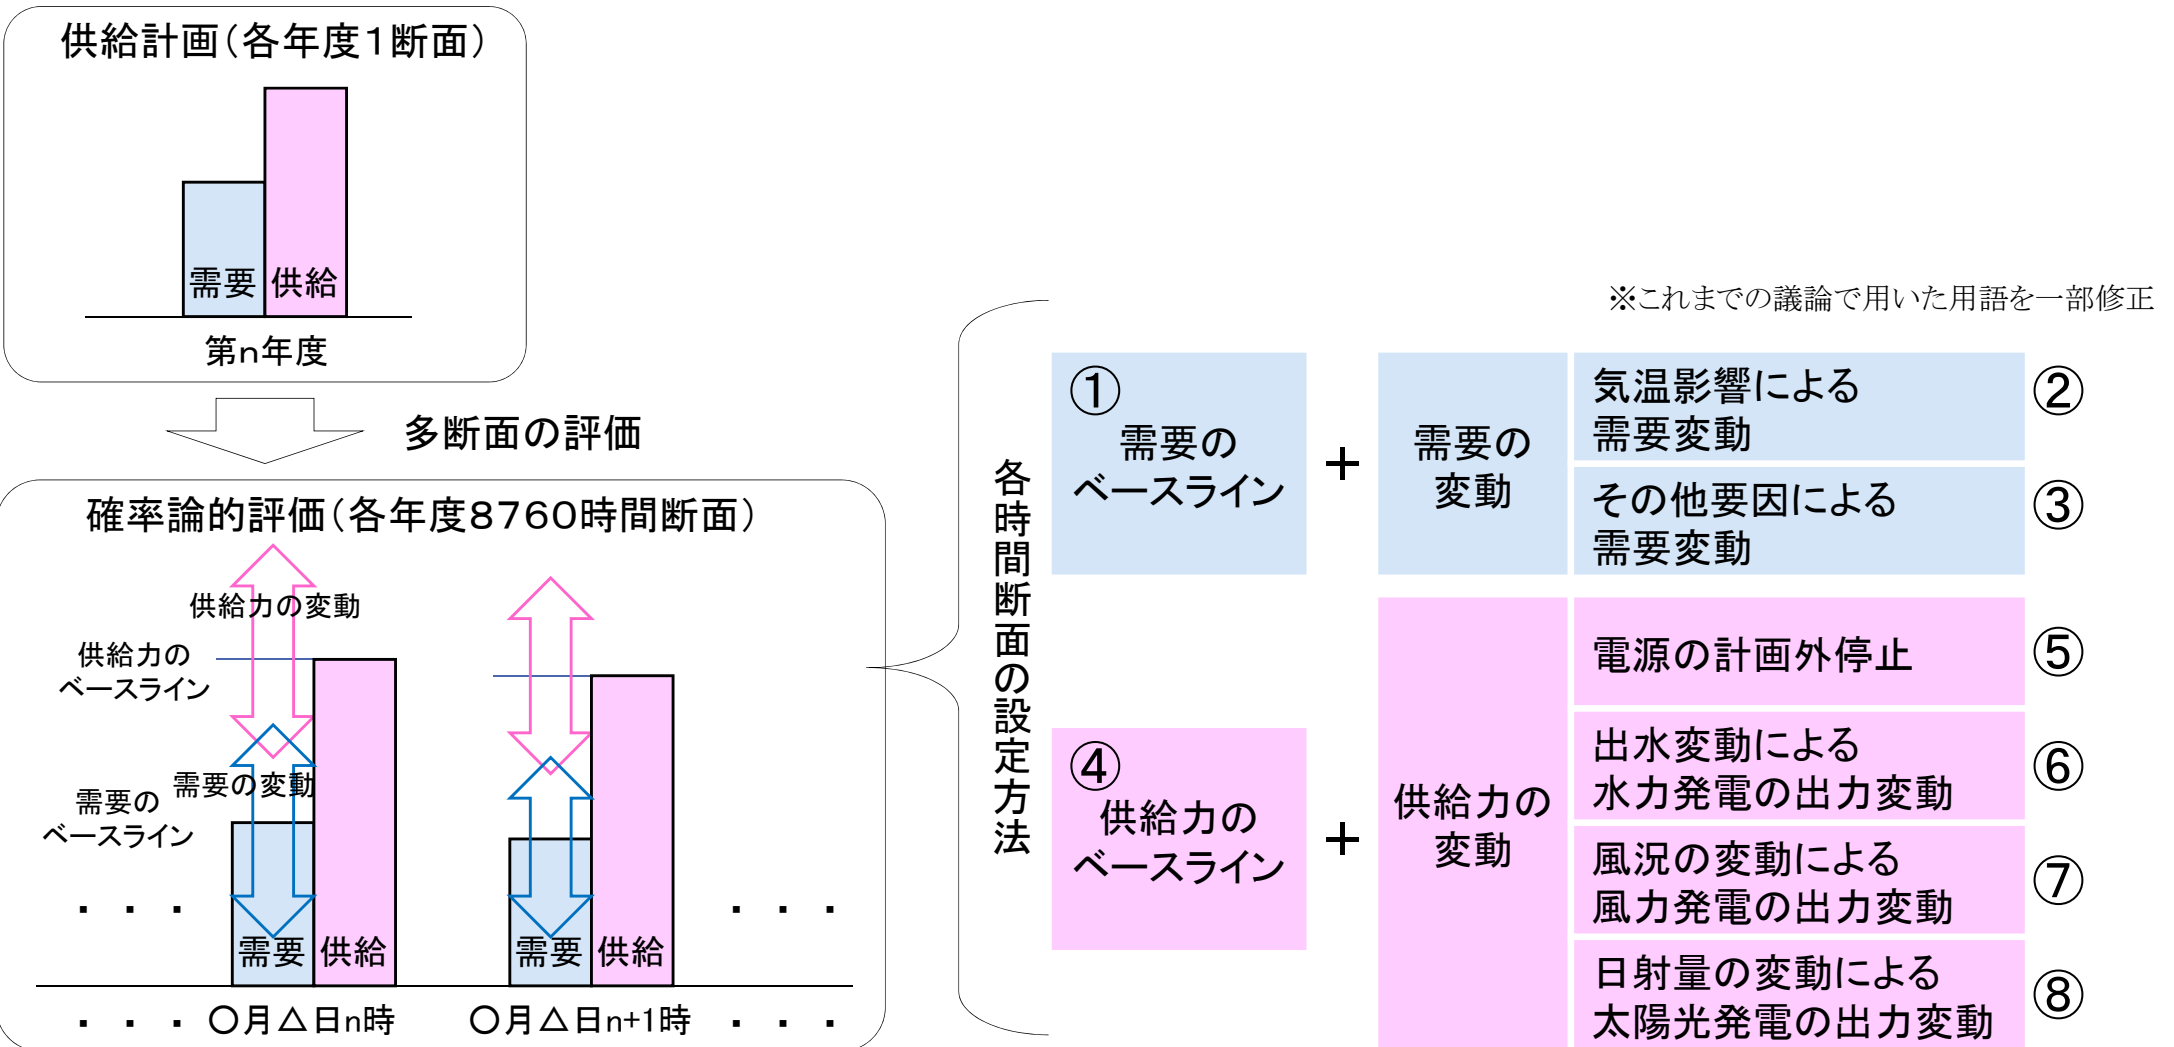 供給計画(各年度1断面)
需要
供給
第n年度
多断面の評価
確率論的評価(各年度8760時間断面)
供給力の変動
供給力の
ベースライン
需要の変動
需要の
ベースライン
・・・
需要
供給
需要
供給
・・・
・・・
○月△日n時
○月△日n+1時
・・・
各時間断面の設定方法
※これまでの議論で用いた用語を一部修正
①
需要の
ベースライン
+
需要の
変動
気温影響による
需要変動
②
その他要因による
需要変動
③
④
供給力の
ベースライン
+
供給力の
変動
電源の計画外停止
⑤
出水変動による
水力発電の出力変動
⑥
風況の変動による
風力発電の出力変動
⑦
日射量の変動による
太陽光発電の出力変動
⑧